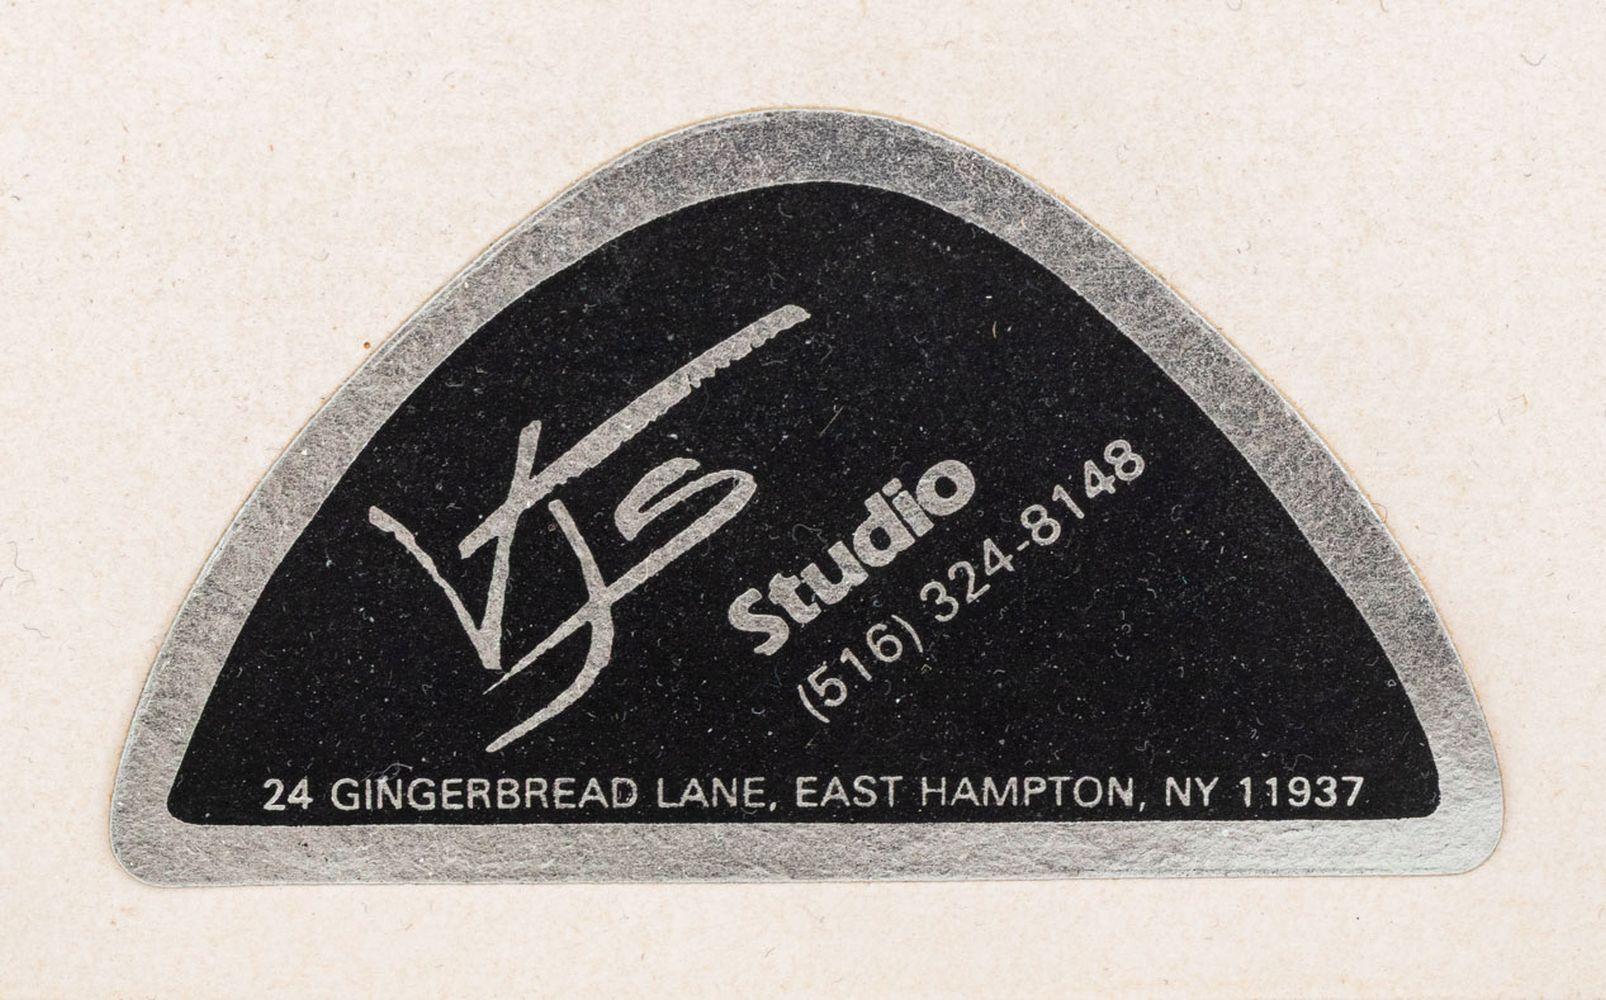 VJS
Studio
(516) 324-8148
24 GINGERBREAD LANE, EAST HAMPTON, NY 11937